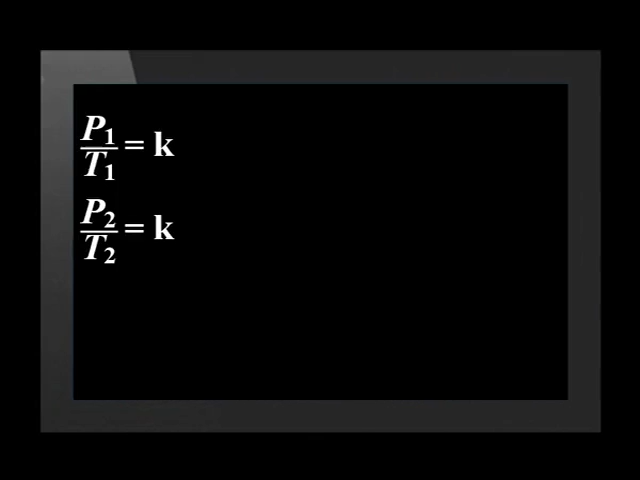 P₁/T₁ = k
P₂/T₂ = k